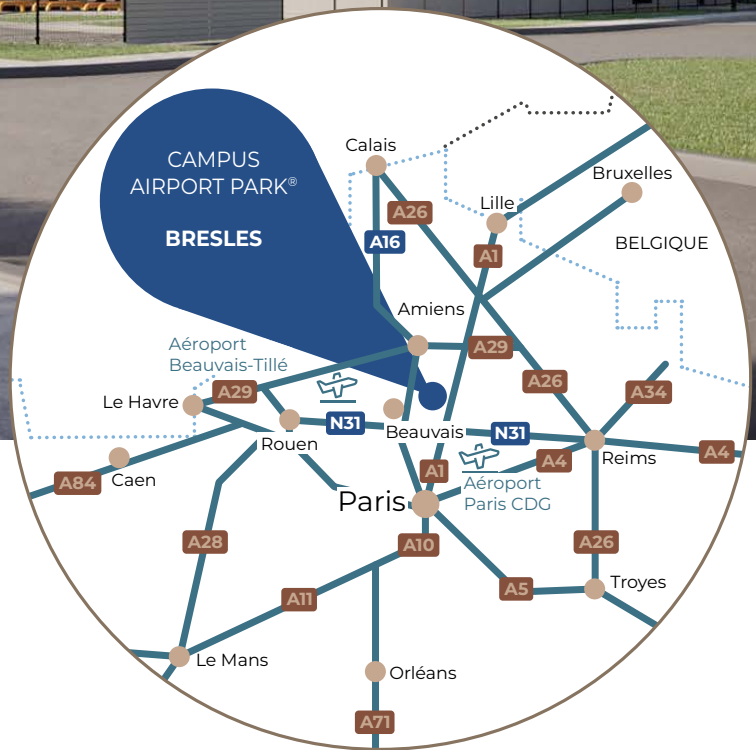 CAMPUS
AIRPORT PARK®
BRESLES
Calais
Bruxelles
A26
Lille
A16
A1
BELGIQUE
Amiens
Aéroport
Beauvais-Tillé
A29
A26
A29
A34
Le Havre
N31
Beauvais
N31
Rouen
A1
A4
Reims
A4
Caen
A84
Aéroport
Paris CDG
Paris
A28
A10
A26
A11
A5
Troyes
Le Mans
Orléans
A71